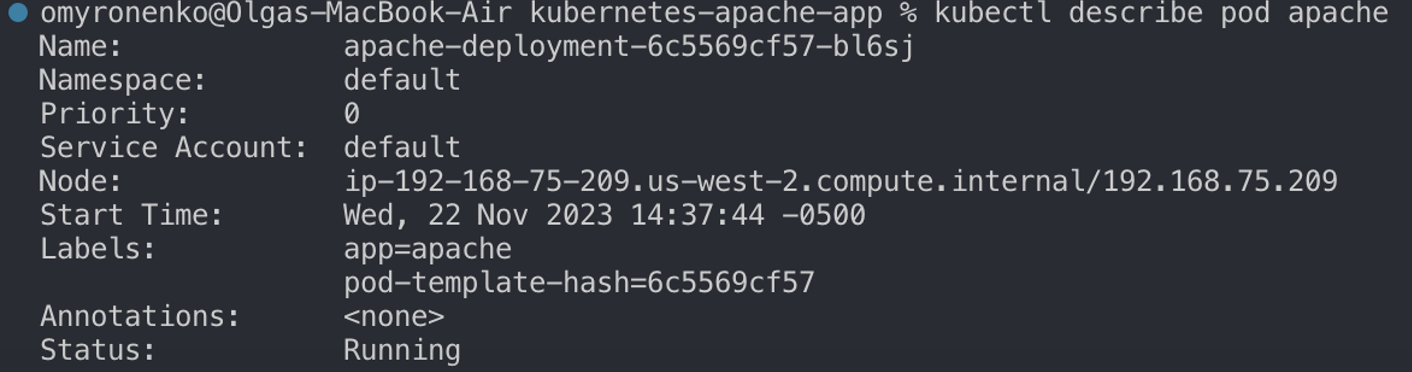 omyronenko@Olgas-MacBook-Air kubernetes-apache-app % kubectl describe pod apache
Name: apache-deployment-6c5569cf57-bl6sj
Namespace: default
Priority: 0
Service Account: default
Node: ip-192-168-75-209.us-west-2.compute.internal/192.168.75.209
Start Time: Wed, 22 Nov 2023 14:37:44 -0500
Labels: app=apache
pod-template-hash=6c5569cf57
Annotations: <none>
Status: Running